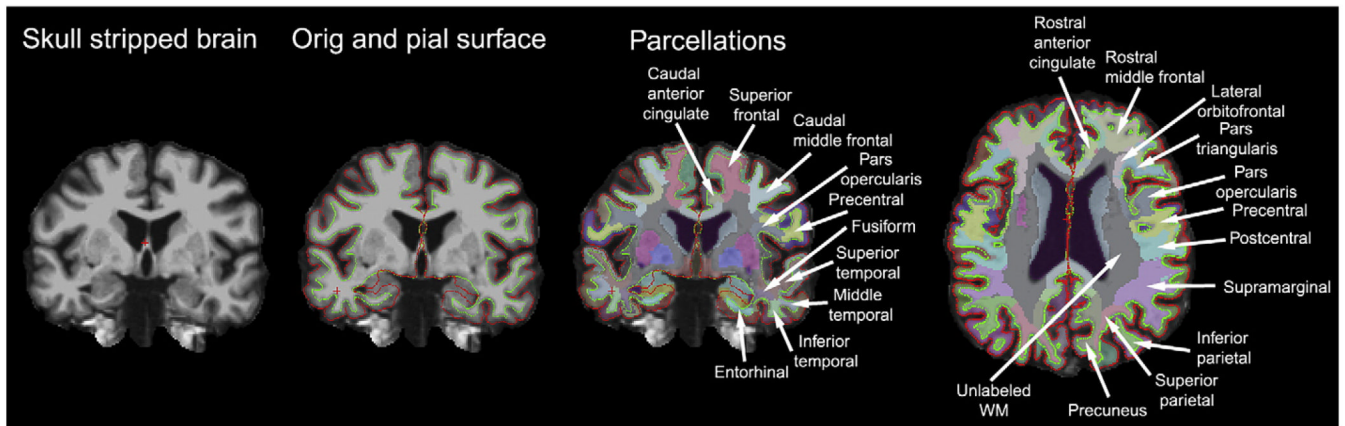 Skull stripped brain
Orig and pial surface
Parcellations
Caudal
anterior
cingulate
Superior
frontal
Caudal
middle frontal
Pars
opercularis
Precentral
Fusiform
Superior
temporal
Middle
temporal
Inferior
temporal
Entorhinal
Rostral
anterior
cingulate
Rostral
middle frontal
Lateral
orbitofrontal
Pars
triangularis
Pars
opercularis
Precentral
Postcentral
Supramarginal
Inferior
parietal
Superior
parietal
Precuneus
Unlabeled
WM